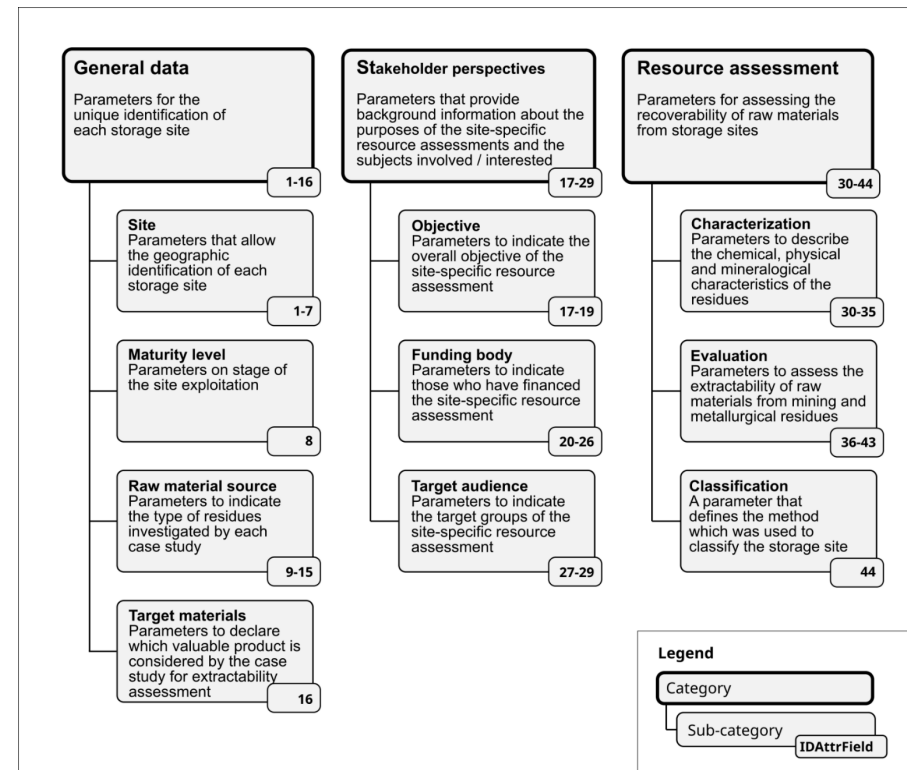 General data
Parameters for the
unique identification of
each storage site
1-16
Site
Parameters that allow
the geographic
identification of each
storage site
1-7
Maturity level
Parameters on stage of
the site exploitation
8
Raw material source
Parameters to indicate
the type of residues
investigated by each
case study
9-15
Target materials
Parameters to declare
which valuable product is
considered by the case
study for extractability
assessment
16
Stakeholder perspectives
Parameters that provide
background information about the
purposes of the site-specific
resource assessments and the
subjects involved / interested
17-29
Objective
Parameters to indicate the
overall objective of the
site-specific resource
assessment
17-19
Funding body
Parameters to indicate
those who have financed
the site-specific resource
assessment
20-26
Target audience
Parameters to indicate
the target groups of the
site-specific resource
assessment
27-29
Resource assessment
Parameters for assessing the
recoverability of raw materials
from storage sites
30-44
Characterization
Parameters to describe
the chemical, physical
and mineralogical
characteristics of the
residues
30-35
Evaluation
Parameters to assess the
extractability of raw
materials from mining and
metallurgical residues
36-43
Classification
A parameter that
defines the method
which was used to
classify the storage site
44
Legend
Category
Sub-category
IDAttrField